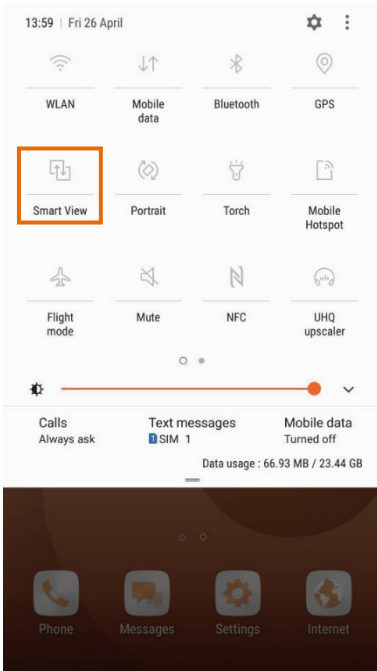 13:59 | Fri 26 April
WLAN
Mobile
data
Bluetooth
GPS
Smart View
Portrait
Torch
Mobile
Hotspot
Flight
mode
Mute
NFC
UHQ
upscaler
Calls
Always ask
Text messages
1 SIM 1
Mobile data
Turned off
Data usage : 66.93 MB / 23.44 GB
Phone
Messages
Settings
Internet